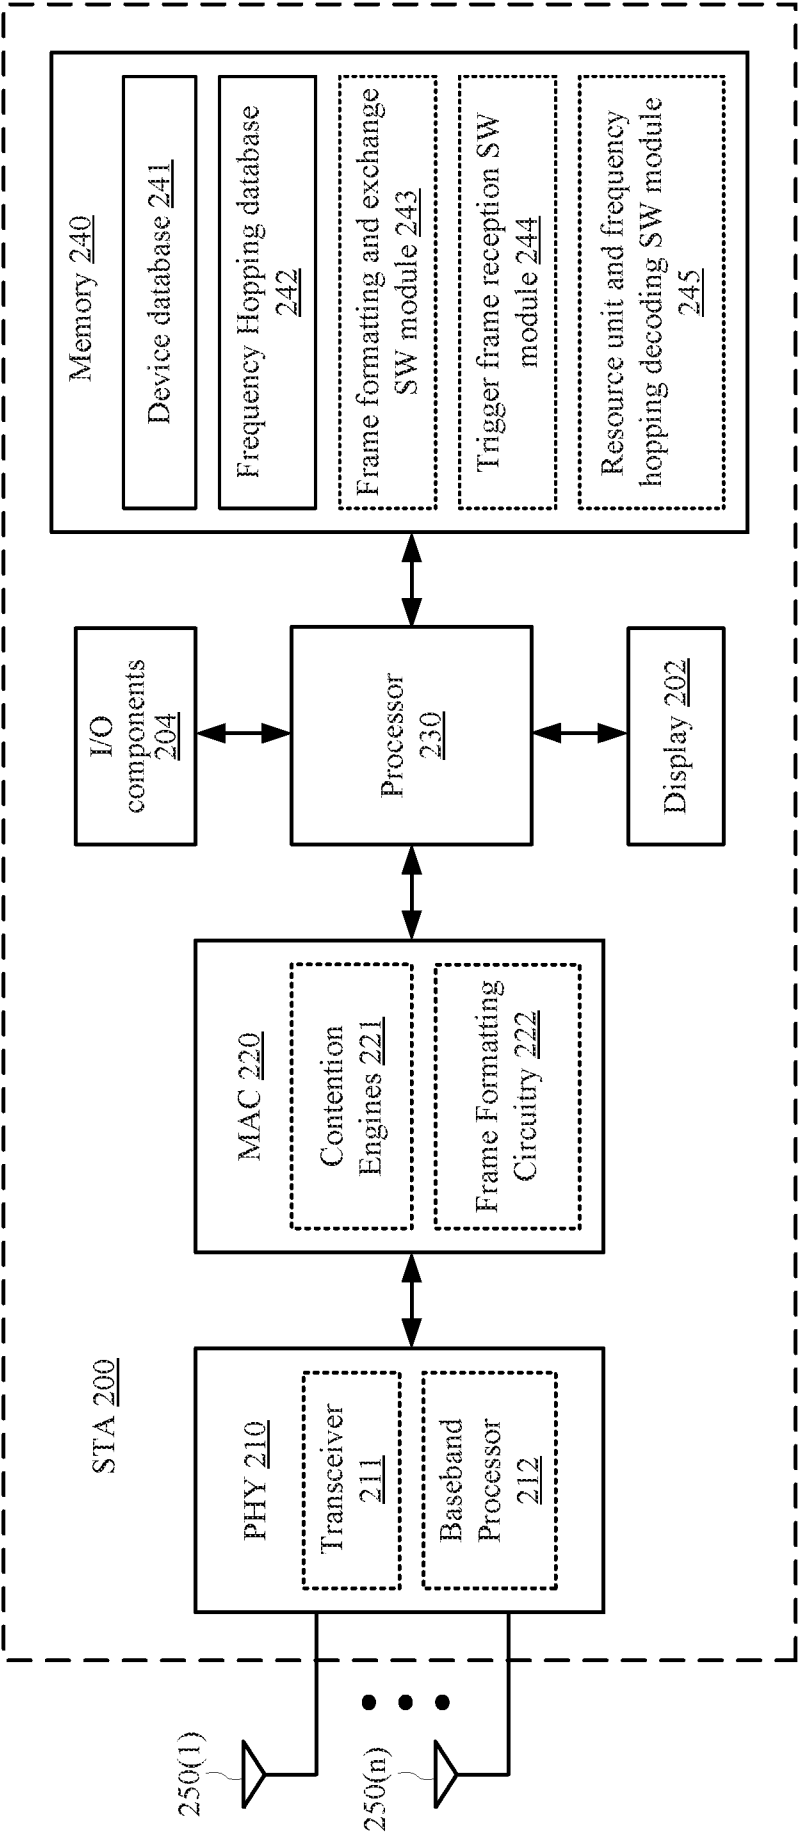 STA 200
250(1)
250(n)
PHY 210
Transceiver
211
Baseband
Processor
212
MAC 220
Contention
Engines 221
Frame Formatting
Circuitry 222
I/O
components
204
Processor
230
Display 202
Memory 240
Device database 241
Frequency Hopping database
242
Frame formatting and exchange
SW module 243
Trigger frame reception SW
module 244
Resource unit and frequency
hopping decoding SW module
245